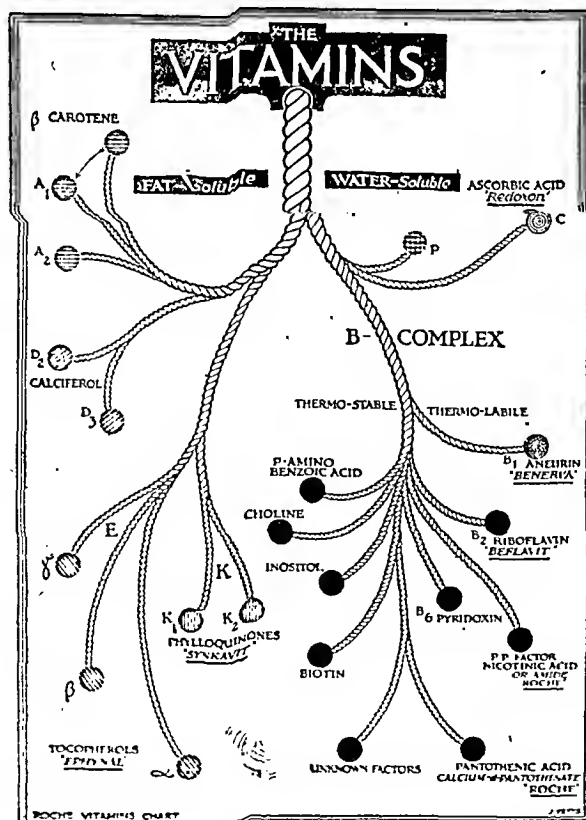 THE
VITAMINS
β CAROTENE
FAT-Soluble
WATER-Soluble
ASCORBIC ACID
"Redoxon"
A1
C
P
A2
B-COMPLEX
D2
CALCIFEROL
D3
THERMO-STABLE
THERMO-LABILE
B1 ANEURIN
"BENERVA"
P-AMINO
BENZOIC ACID
CHOLINE
B2 RIBOFLAVIN
"BEFLAVIT"
E
γ
INOSITOL
K
K1
K2
B6 PYRIDOXIN
PHYLLOQUINONES
"SYNKAVIT"
BIOTIN
P.P. FACTOR
NICOTINIC ACID
OR AMIDE
ROCHE
β
TOCOPHEROLS
"EPHYNAL"
α
UNKNOWN FACTORS
PANTOTHENIC ACID
CALCIUM-d-PANTOTHENATE
"ROCHE"
ROCHE VITAMINS CHART